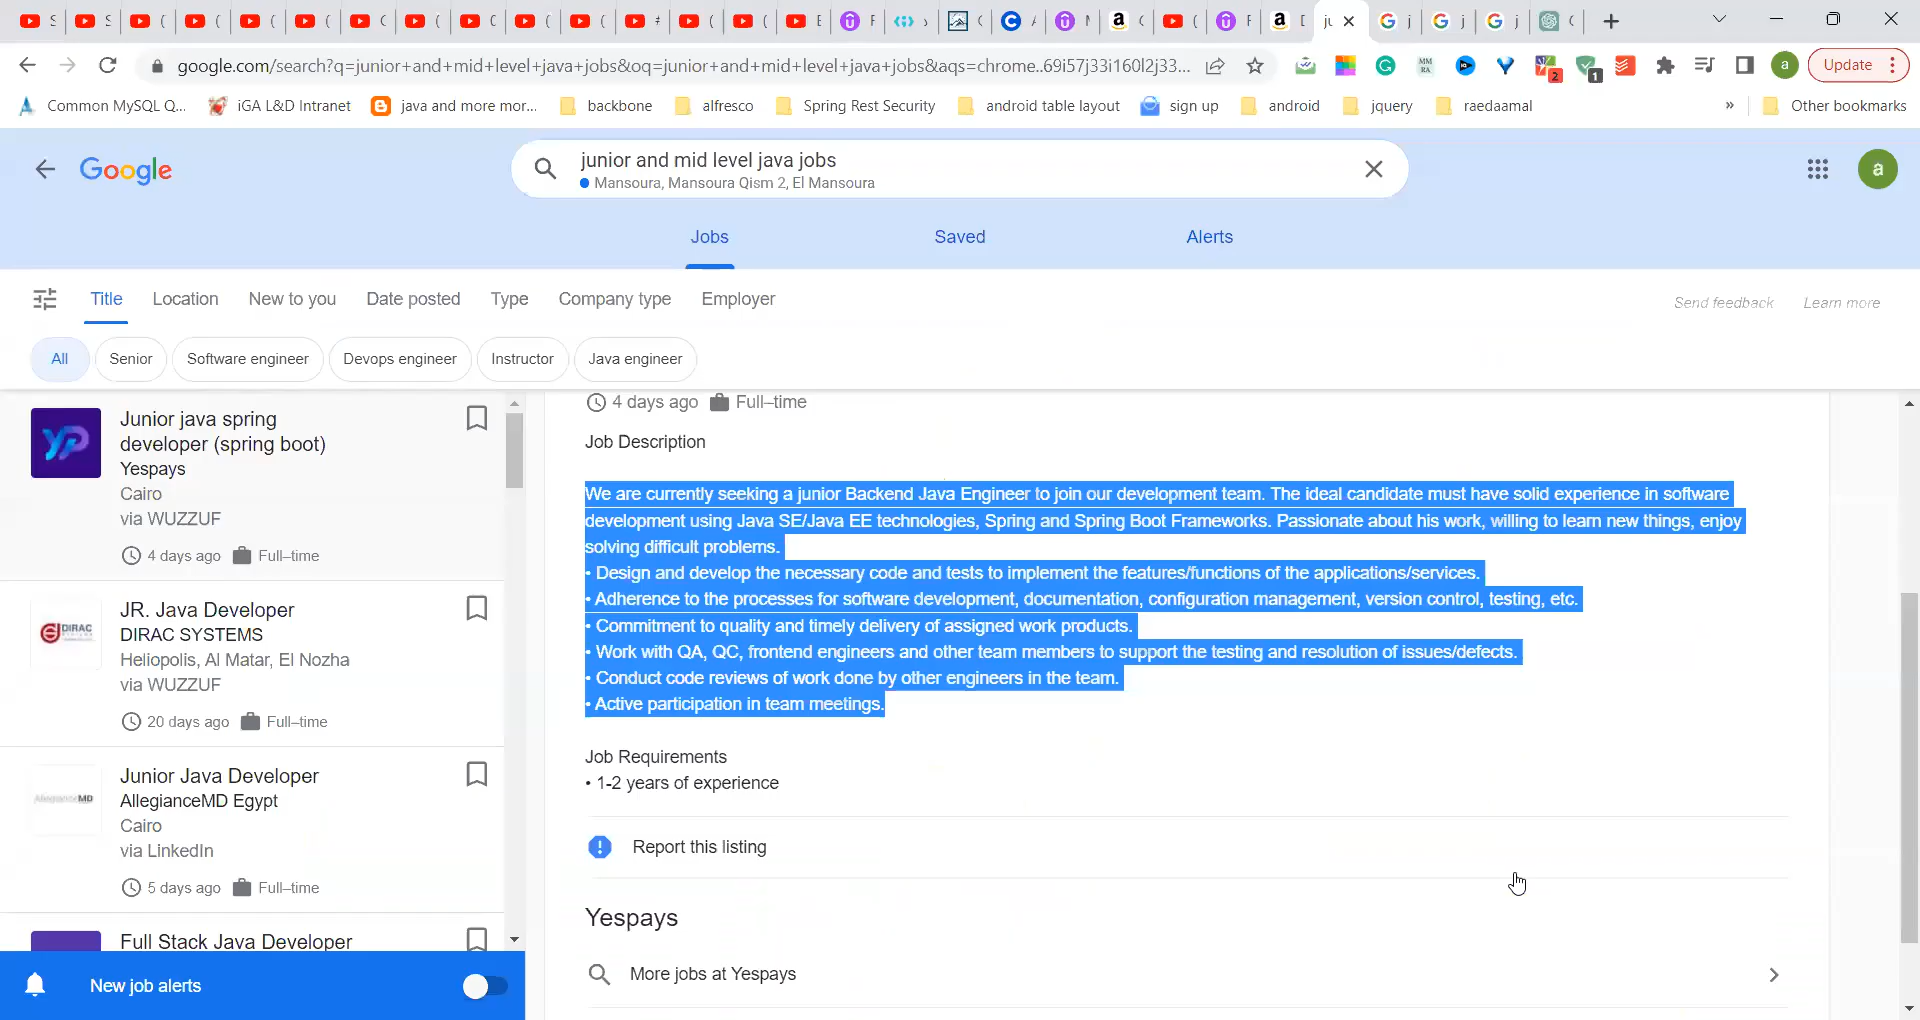 google.com/search?q=junior+and+mid+level+java+jobs&oq=junior+and+mid+level+java+jobs&aqs=chrome..69i57j33i160l2j33...
Update
Common MySQL Q...
iGA L&D Intranet
java and more mor...
backbone
alfresco
Spring Rest Security
android table layout
sign up
android
jquery
raedaamal
»
Other bookmarks
Google
junior and mid level java jobs
Mansoura, Mansoura Qism 2, El Mansoura
a
Jobs
Saved
Alerts
Title
Location
New to you
Date posted
Type
Company type
Employer
Send feedback
Learn more
All
Senior
Software engineer
Devops engineer
Instructor
Java engineer
YP
Junior java spring
developer (spring boot)
Yespays
Cairo
via WUZZUF
4 days ago
Full–time
DIRAC
JR. Java Developer
DIRAC SYSTEMS
Heliopolis, Al Matar, El Nozha
via WUZZUF
20 days ago
Full–time
AllegianceMD
Junior Java Developer
AllegianceMD Egypt
Cairo
via LinkedIn
5 days ago
Full–time
Full Stack Java Developer
New job alerts
4 days ago
Full–time
Job Description
We are currently seeking a junior Backend Java Engineer to join our development team. The ideal candidate must have solid experience in software
development using Java SE/Java EE technologies, Spring and Spring Boot Frameworks. Passionate about his work, willing to learn new things, enjoy
solving difficult problems.
• Design and develop the necessary code and tests to implement the features/functions of the applications/services.
• Adherence to the processes for software development, documentation, configuration management, version control, testing, etc.
• Commitment to quality and timely delivery of assigned work products.
• Work with QA, QC, frontend engineers and other team members to support the testing and resolution of issues/defects.
• Conduct code reviews of work done by other engineers in the team.
• Active participation in team meetings.
Job Requirements
• 1-2 years of experience
Report this listing
Yespays
More jobs at Yespays